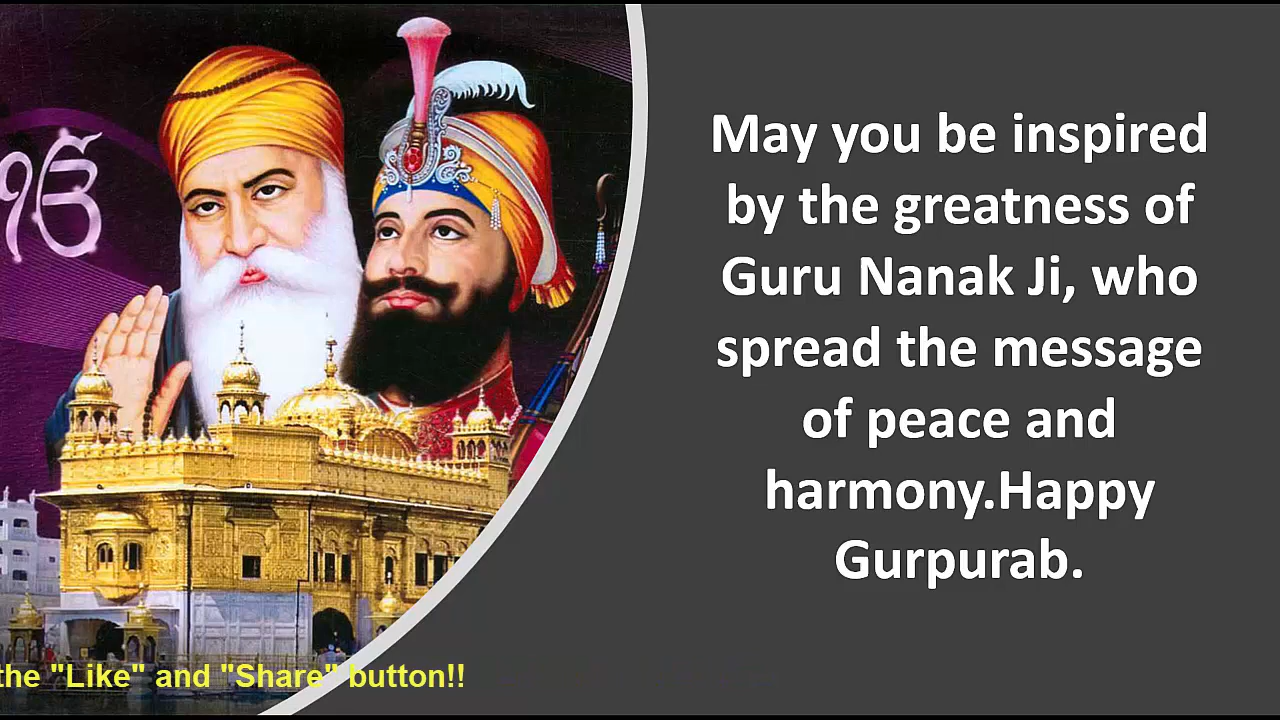 ੴ
May you be inspired
by the greatness of
Guru Nanak Ji, who
spread the message
of peace and
harmony.Happy
Gurpurab.
the "Like" and "Share" button!!